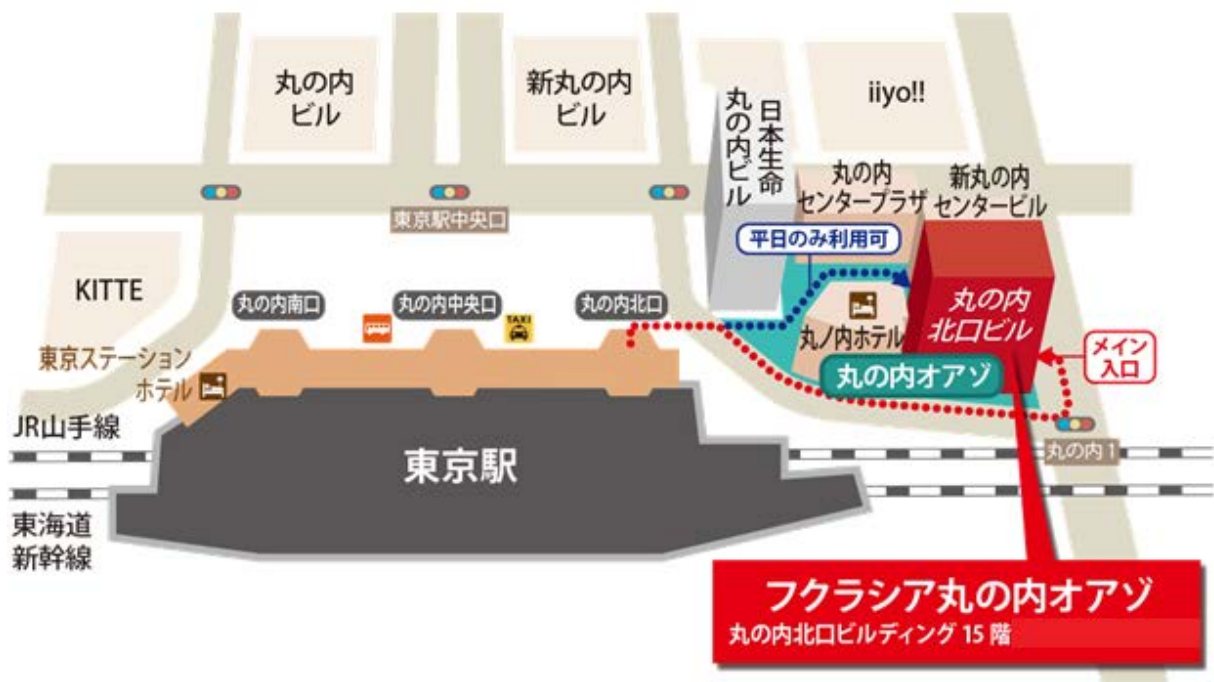 丸の内
ビル
新丸の内
ビル
日本生命
丸の内ビル
iiyo!!
丸の内
センタープラザ
新丸の内
センタービル
東京駅中央口
平日のみ利用可
KITTE
丸の内南口
丸の内中央口
TAXI
丸の内北口
丸ノ内ホテル
丸の内
北口ビル
メイン
入口
東京ステーション
ホテル
丸の内オアゾ
JR山手線
東京駅
丸の内1
東海道
新幹線
フクラシア丸の内オアゾ
丸の内北口ビルディング 15 階